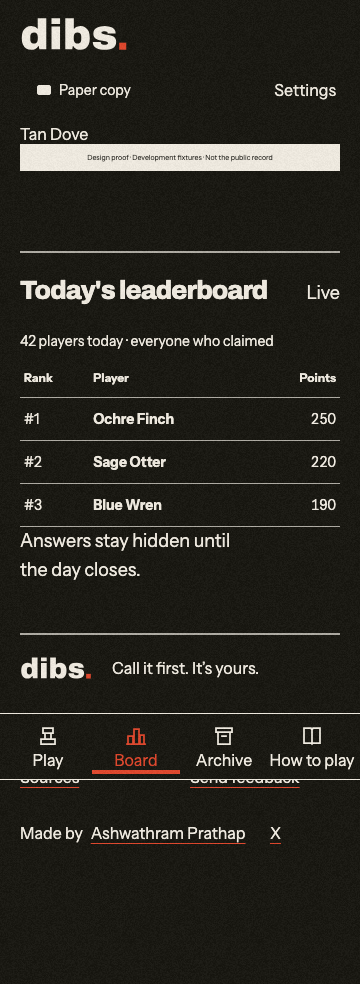 dibs.
Paper copy Settings
Tan Dove
Design proof · Development fixtures · Not the public record
Today's leaderboard Live
42 players today · everyone who claimed
Rank Player Points
#1 Ochre Finch 250
#2 Sage Otter 220
#3 Blue Wren 190
Answers stay hidden until
the day closes.
dibs. Call it first. It's yours.
Play Board Archive How to play
Sources Send feedback
Made by Ashwathram Prathap X